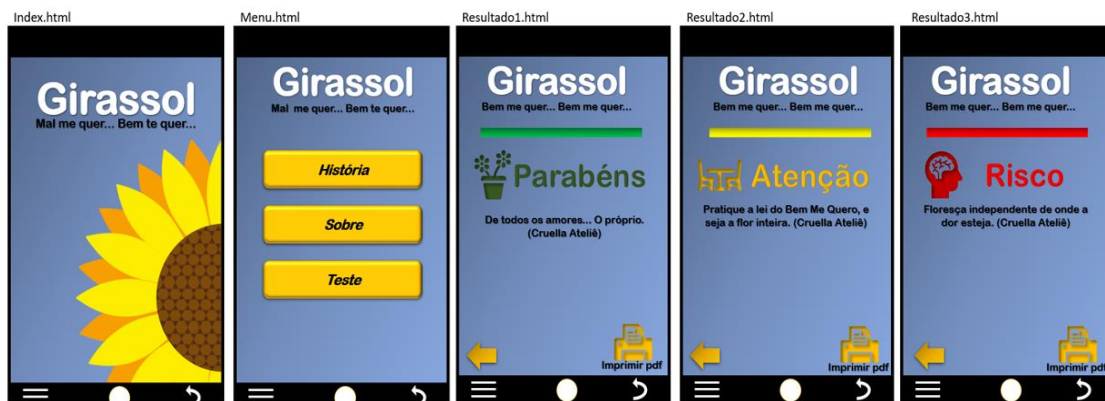 Index.html
Girassol
Mal me quer... Bem te quer...
Menu.html
Girassol
Mal me quer... Bem te quer...
História
Sobre
Teste
Resultado1.html
Girassol
Bem me quer... Bem me quer...
Parabéns
De todos os amores... O próprio.
(Cruella Ateliê)
Imprimir pdf
Resultado2.html
Girassol
Bem me quer... Bem me quer...
Atenção
Pratique a lei do Bem Me Quero, e
seja a flor inteira. (Cruella Ateliê)
Imprimir pdf
Resultado3.html
Girassol
Bem me quer... Bem me quer...
Risco
Floresça independente de onde a
dor esteja. (Cruella Ateliê)
Imprimir pdf